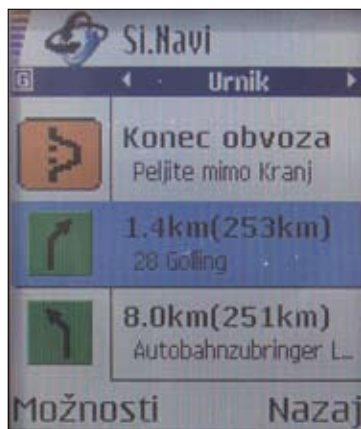 Si.Navi
G
Urnik
Konec obvoza
Peljite mimo Kranj
1.4km(253km)
28 Golling
8.0km(251km)
Autobahnzubringer L...
Možnosti Nazaj